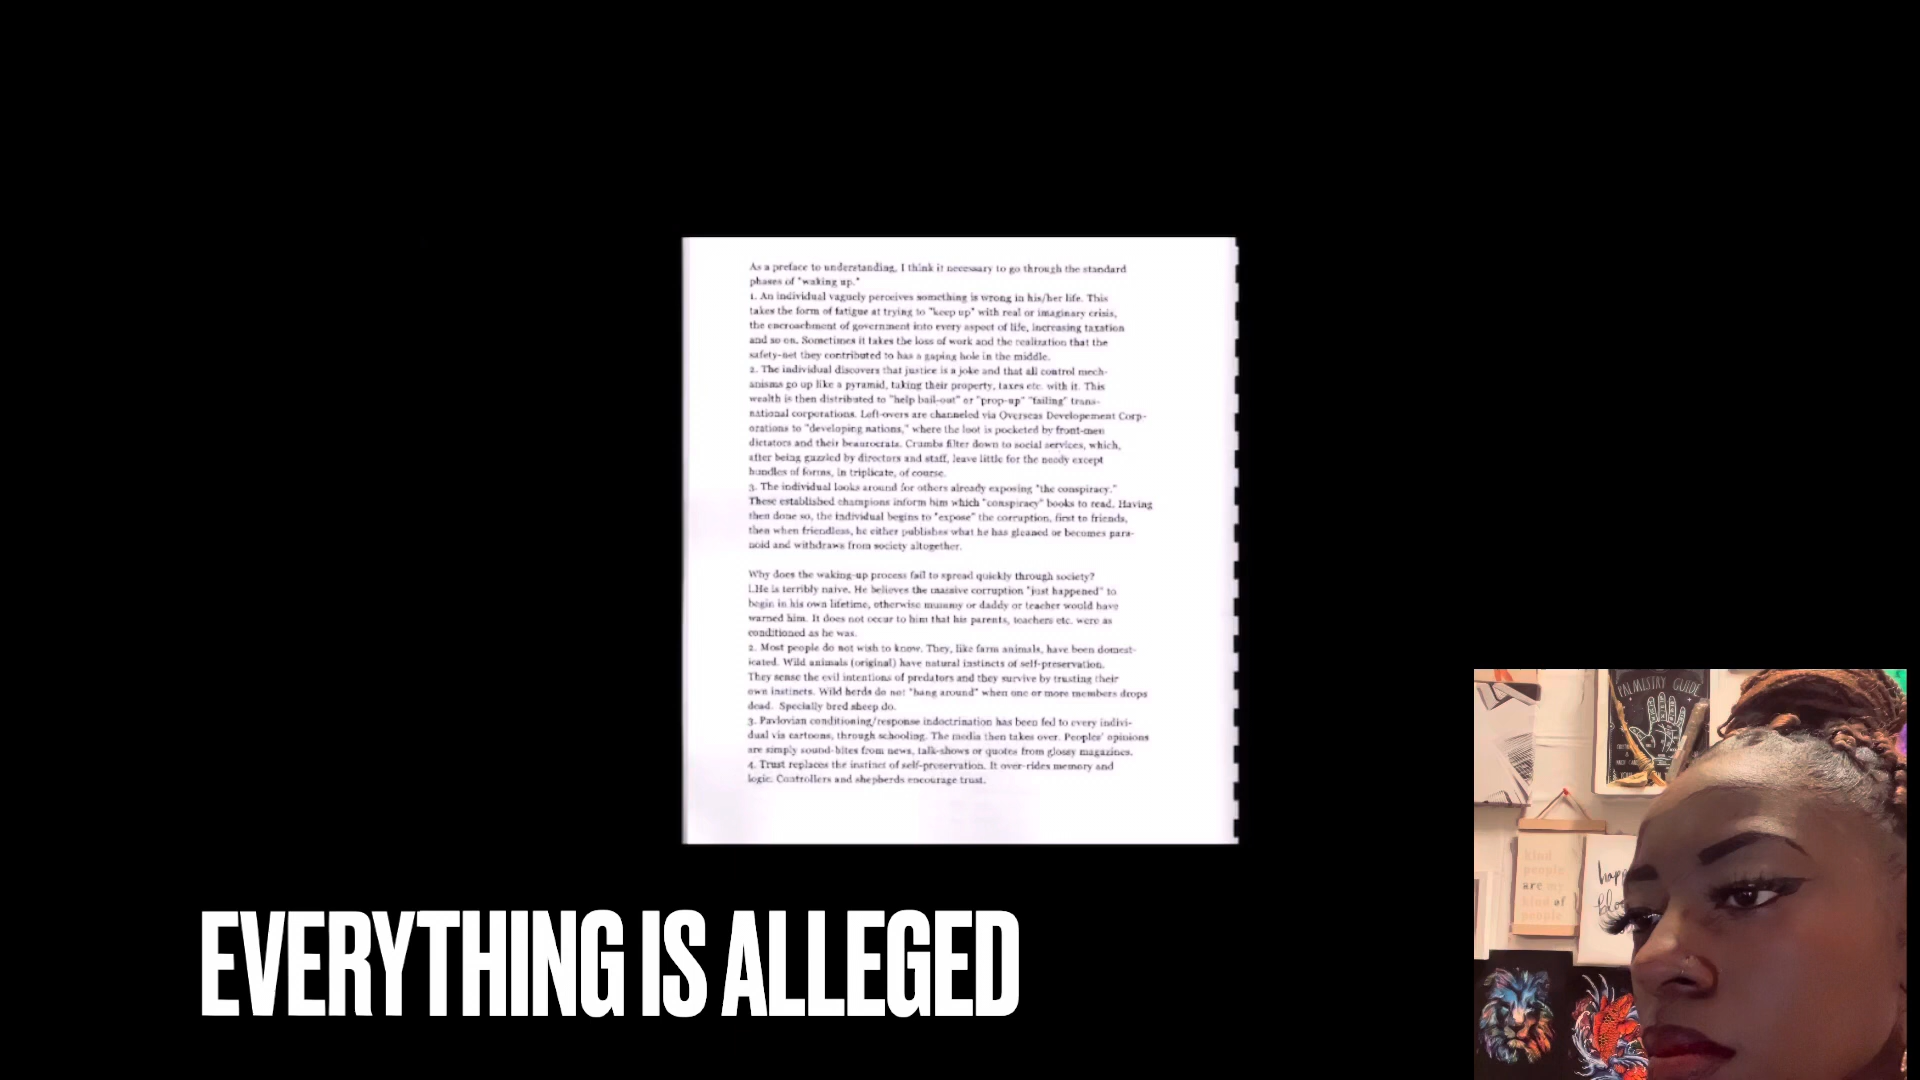 As a preface to understanding, I think it necessary to go through the standard
phases of "waking up."
1. An individual vaguely perceives something is wrong in his/her life. This
takes the form of fatigue at trying to "keep up" with real or imaginary crisis,
the encroachment of government into every aspect of life, increasing taxation
and so on. Sometimes it takes the loss of work and the realization that the
safety-net they contributed to has a gaping hole in the middle.
2. The individual discovers that justice is a joke and that all control mech-
anisms go up like a pyramid, taking their property, taxes etc. with it. This
wealth is then distributed to "help bail-out" or "prop-up" "failing" trans-
national corporations. Left-overs are channeled via Overseas Developement Corp-
orations to "developing nations," where the loot is pocketed by front-men
dictators and their beaurocrats. Crumbs filter down to social services, which,
after being guzzled by directors and staff, leave little for the needy except
bundles of forms, in triplicate, of course.
3. The individual looks around for others already exposing "the conspiracy."
These established champions inform him which "conspiracy" books to read. Having
then done so, the individual begins to "expose" the corruption, first to friends,
then when friendless, he either publishes what he has gleaned or becomes para-
noid and withdraws from society altogether.
Why does the waking-up process fail to spread quickly through society?
1.He is terribly naive. He believes the massive corruption "just happened" to
begin in his own lifetime, otherwise mummy or daddy or teacher would have
warned him. It does not occur to him that his parents, teachers etc. were as
conditioned as he was.
2. Most people do not wish to know. They, like farm animals, have been domest-
icated. Wild animals (original) have natural instincts of self-preservation.
They sense the evil intentions of predators and they survive by trusting their
own instincts. Wild herds do not "hang around" when one or more members drops
dead. Specially bred sheep do.
3. Pavlovian conditioning/response indoctrination has been fed to every indivi-
dual via cartoons, through schooling. The media then takes over. Peoples' opinions
are simply sound-bites from news, talk-shows or quotes from glossy magazines.
4. Trust replaces the instinct of self-preservation. It over-rides memory and
logic. Controllers and shepherds encourage trust.
EVERYTHING IS ALLEGED
PALMISTRY GUIDE
kind
people
are my
kind of
people